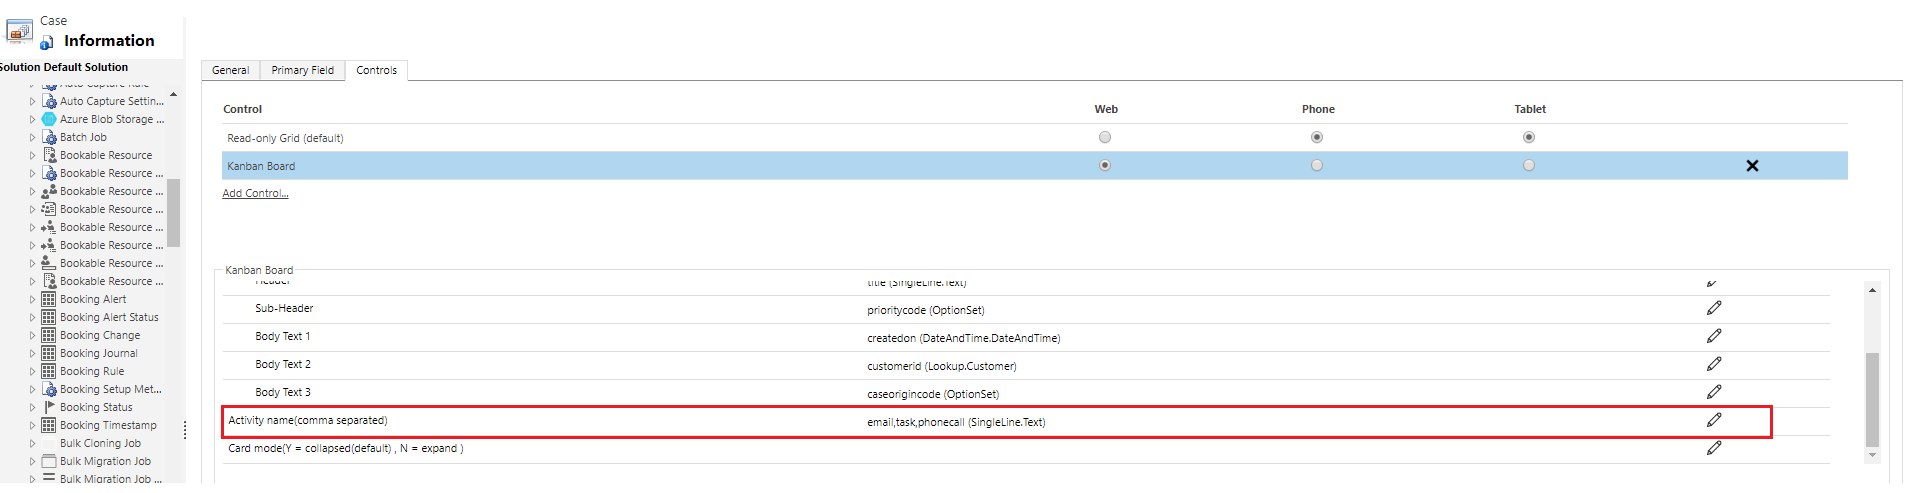 Case
Information
Solution Default Solution
Auto Capture Rule
Auto Capture Settin...
Azure Blob Storage ...
Batch Job
Bookable Resource
Bookable Resource ...
Bookable Resource ...
Bookable Resource ...
Bookable Resource ...
Bookable Resource ...
Bookable Resource ...
Bookable Resource ...
Booking Alert
Booking Alert Status
Booking Change
Booking Journal
Booking Rule
Booking Setup Met...
Booking Status
Booking Timestamp
Bulk Cloning Job
Bulk Migration Job
Bulk Migration Job ...
General Primary Field Controls
Control Web Phone Tablet
Read-only Grid (default)
Kanban Board
Add Control...
Kanban Board
Header title (SingleLine.Text)
Sub-Header prioritycode (OptionSet)
Body Text 1 createdon (DateAndTime.DateAndTime)
Body Text 2 customerid (Lookup.Customer)
Body Text 3 caseorigincode (OptionSet)
Activity name(comma separated) email,task,phonecall (SingleLine.Text)
Card mode(Y = collapsed(default) , N = expand )